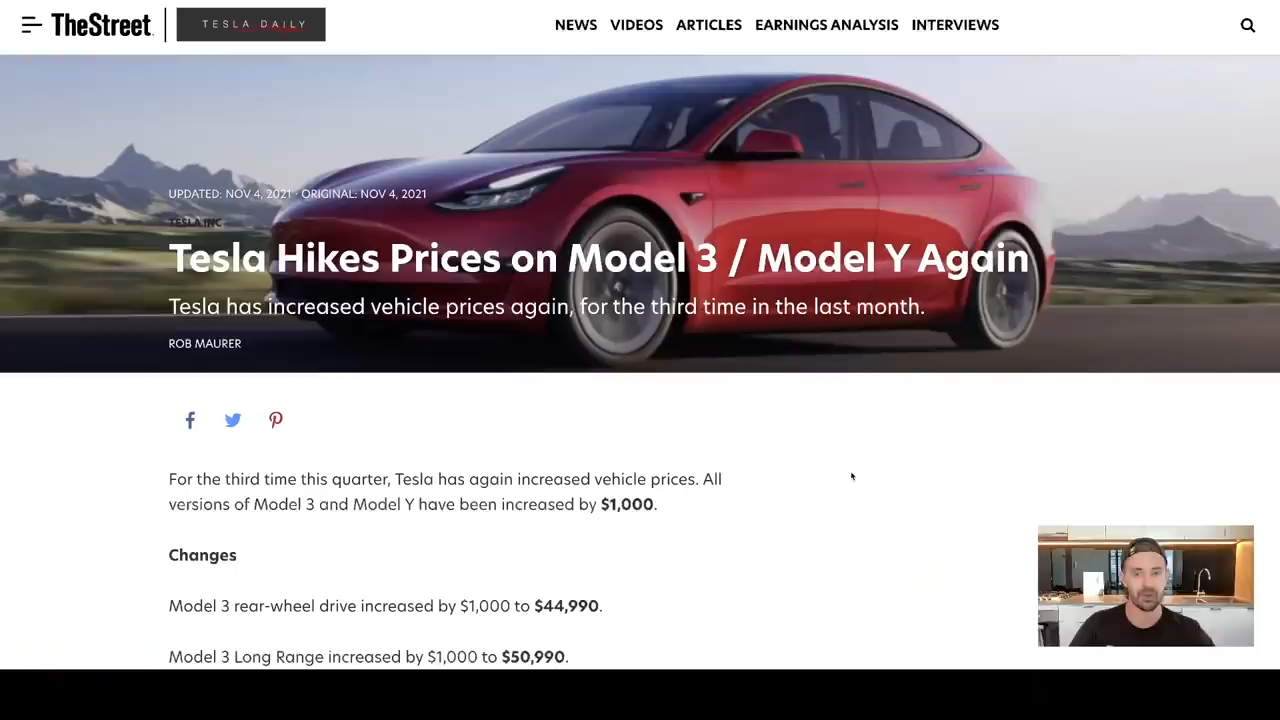 TheStreet
TESLA DAILY
NEWS VIDEOS ARTICLES EARNINGS ANALYSIS INTERVIEWS
UPDATED: NOV 4, 2021 · ORIGINAL: NOV 4, 2021
TESLA INC
Tesla Hikes Prices on Model 3 / Model Y Again
Tesla has increased vehicle prices again, for the third time in the last month.
ROB MAURER
For the third time this quarter, Tesla has again increased vehicle prices. All
versions of Model 3 and Model Y have been increased by $1,000.
Changes
Model 3 rear-wheel drive increased by $1,000 to $44,990.
Model 3 Long Range increased by $1,000 to $50,990.